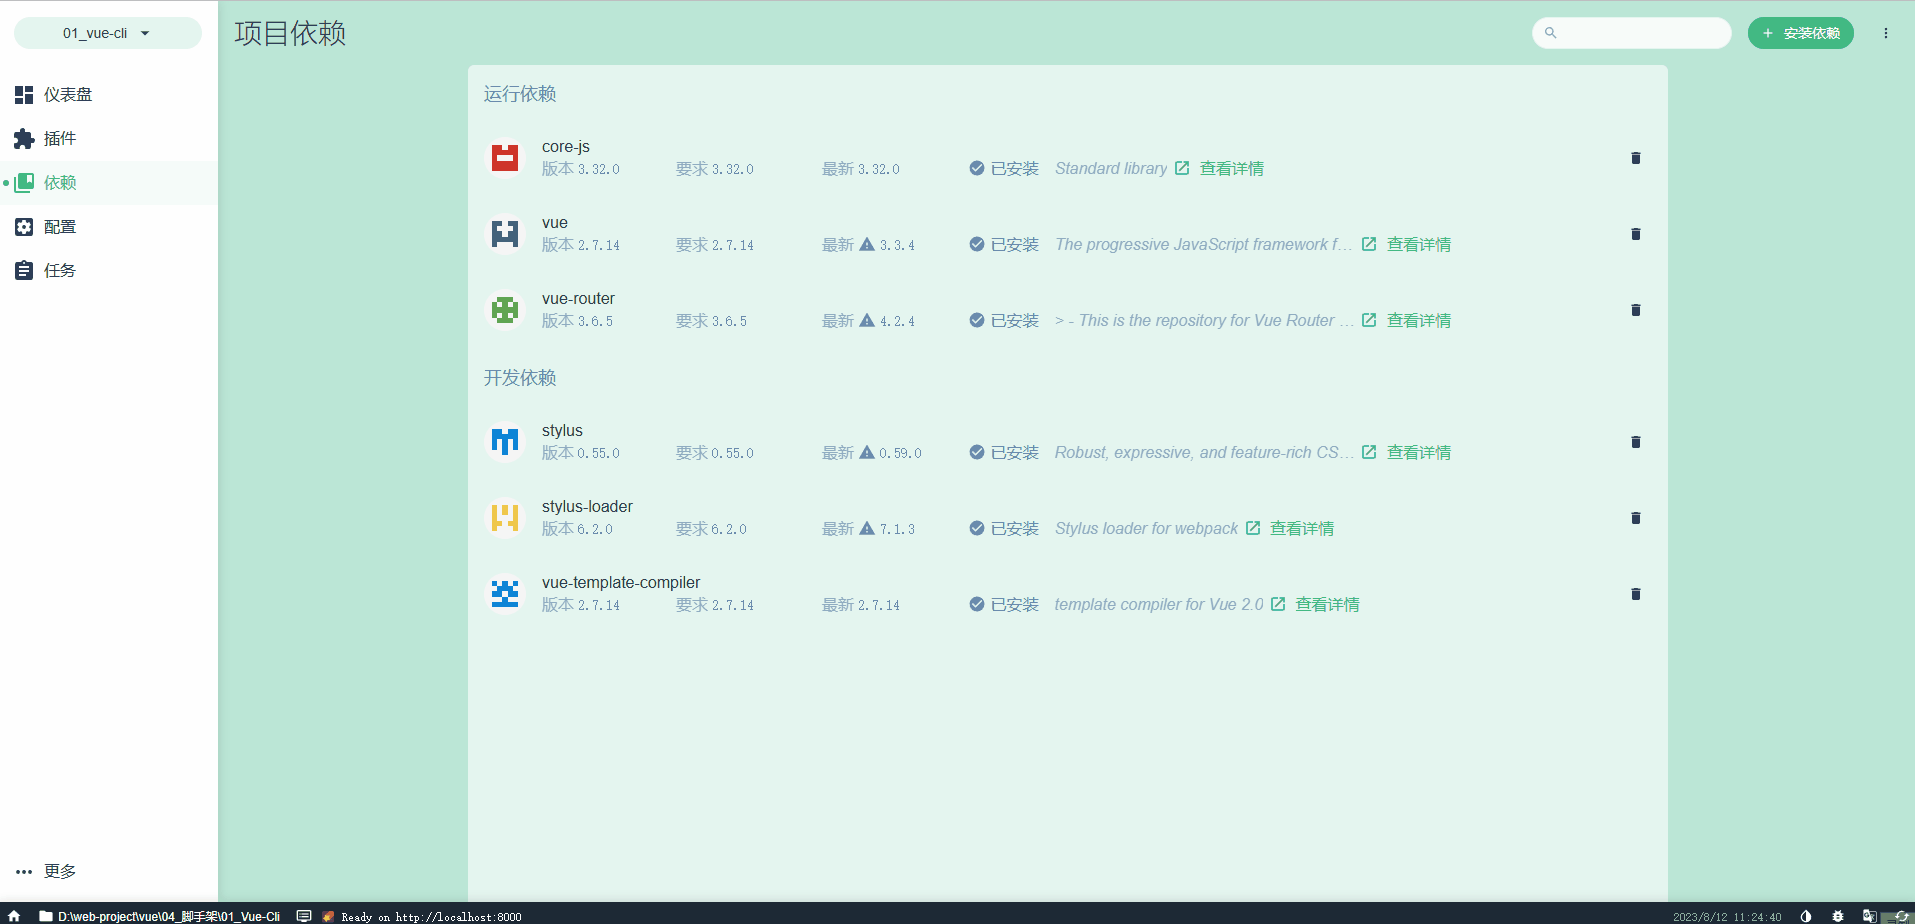 01_vue-cli
项目依赖
安装依赖
仪表盘
插件
依赖
配置
任务
更多
运行依赖
core-js
版本 3.32.0 要求 3.32.0 最新 3.32.0 已安装 Standard library 查看详情
vue
版本 2.7.14 要求 2.7.14 最新 3.3.4 已安装 The progressive JavaScript framework f... 查看详情
vue-router
版本 3.6.5 要求 3.6.5 最新 4.2.4 已安装 > - This is the repository for Vue Router ... 查看详情
开发依赖
stylus
版本 0.55.0 要求 0.55.0 最新 0.59.0 已安装 Robust, expressive, and feature-rich CS... 查看详情
stylus-loader
版本 6.2.0 要求 6.2.0 最新 7.1.3 已安装 Stylus loader for webpack 查看详情
vue-template-compiler
版本 2.7.14 要求 2.7.14 最新 2.7.14 已安装 template compiler for Vue 2.0 查看详情
D:\web-project\vue\04_脚手架\01_Vue-Cli Ready on http://localhost:8000 2023/8/12 11:24:40